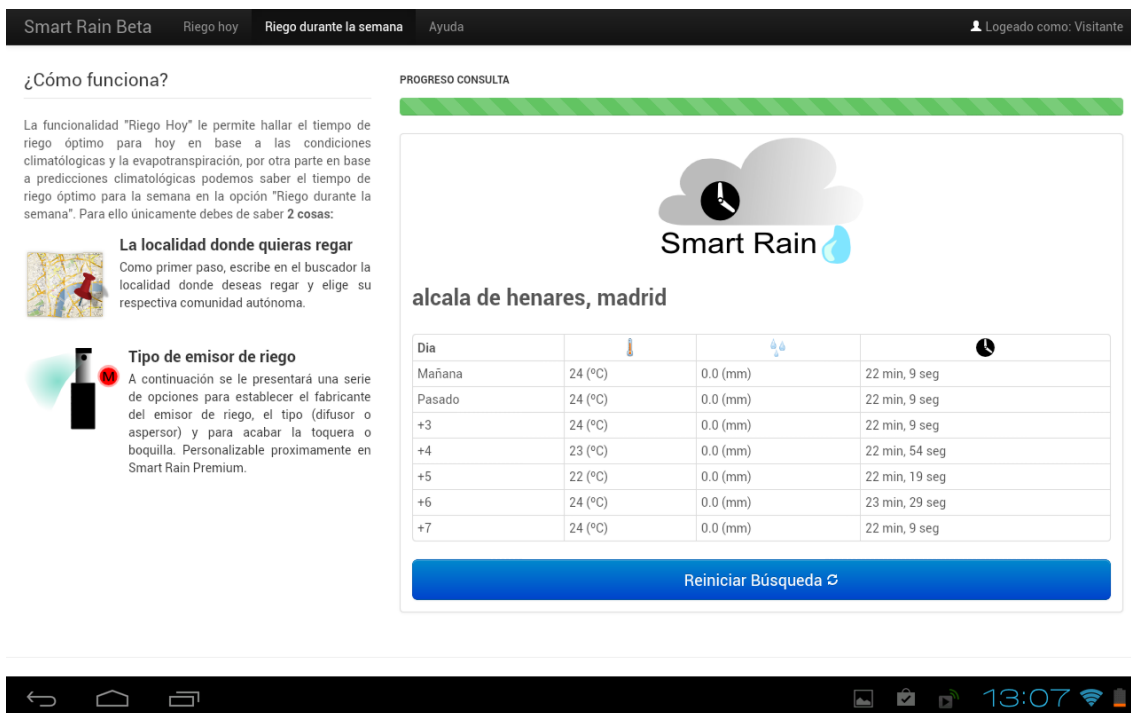 Smart Rain Beta Riego hoy Riego durante la semana Ayuda Logeado como: Visitante
¿Cómo funciona?
La funcionalidad "Riego Hoy" le permite hallar el tiempo de
riego óptimo para hoy en base a las condiciones
climatólogicas y la evapotranspiración, por otra parte en base
a predicciones climatológicas podemos saber el tiempo de
riego óptimo para la semana en la opción "Riego durante la
semana". Para ello únicamente debes de saber 2 cosas:
La localidad donde quieras regar
Como primer paso, escribe en el buscador la
localidad donde deseas regar y elige su
respectiva comunidad autónoma.
M
Tipo de emisor de riego
A continuación se le presentará una serie
de opciones para establecer el fabricante
del emisor de riego, el tipo (difusor o
aspersor) y para acabar la toquera o
boquilla. Personalizable proximamente en
Smart Rain Premium.
PROGRESO CONSULTA
Smart Rain
alcala de henares, madrid
Dia
Mañana 24 (ºC) 0.0 (mm) 22 min, 9 seg
Pasado 24 (ºC) 0.0 (mm) 22 min, 9 seg
+3 24 (ºC) 0.0 (mm) 22 min, 9 seg
+4 23 (ºC) 0.0 (mm) 22 min, 54 seg
+5 22 (ºC) 0.0 (mm) 22 min, 19 seg
+6 24 (ºC) 0.0 (mm) 23 min, 29 seg
+7 24 (ºC) 0.0 (mm) 22 min, 9 seg
Reiniciar Búsqueda
13:07